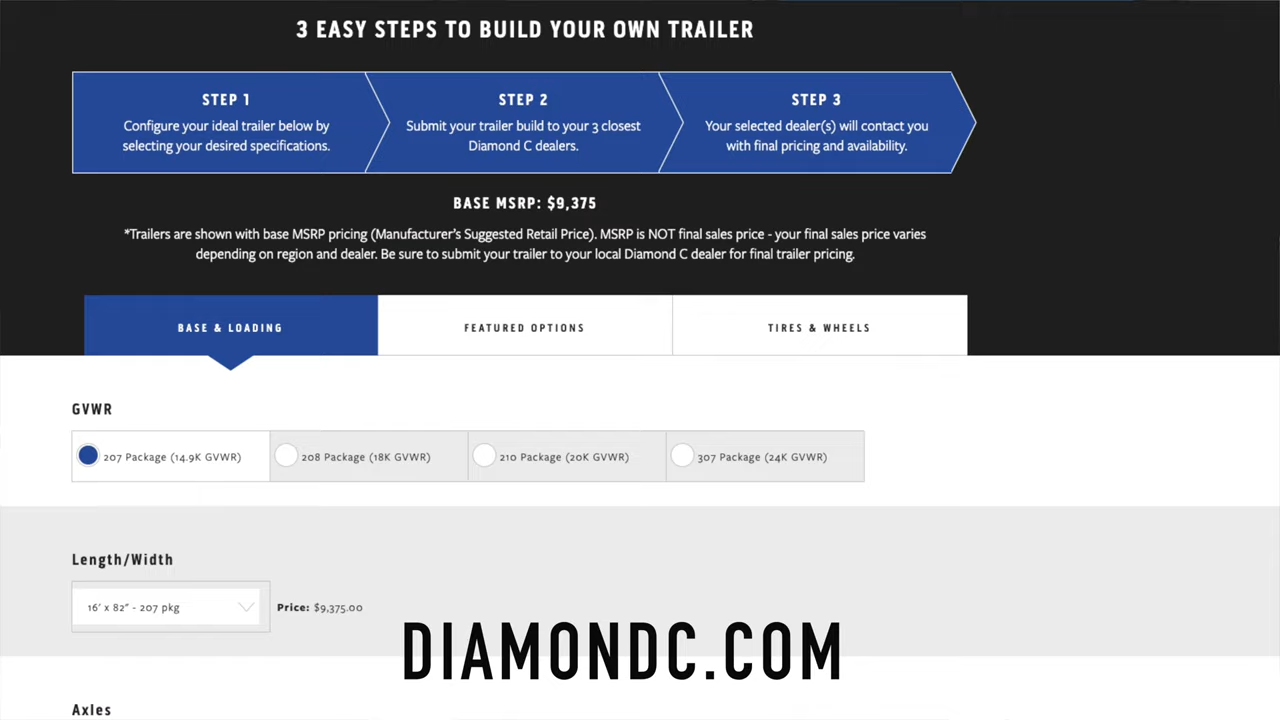 3 EASY STEPS TO BUILD YOUR OWN TRAILER
STEP 1
Configure your ideal trailer below by
selecting your desired specifications.
STEP 2
Submit your trailer build to your 3 closest
Diamond C dealers.
STEP 3
Your selected dealer(s) will contact you
with final pricing and availability.
BASE MSRP: $9,375
*Trailers are shown with base MSRP pricing (Manufacturer's Suggested Retail Price). MSRP is NOT final sales price - your final sales price varies
depending on region and dealer. Be sure to submit your trailer to your local Diamond C dealer for final trailer pricing.
BASE & LOADING
FEATURED OPTIONS
TIRES & WHEELS
GVWR
207 Package (14.9K GVWR)
208 Package (18K GVWR)
210 Package (20K GVWR)
307 Package (24K GVWR)
Length/Width
16' x 82" - 207 pkg
Price: $9,375.00
DIAMONDC.COM
Axles